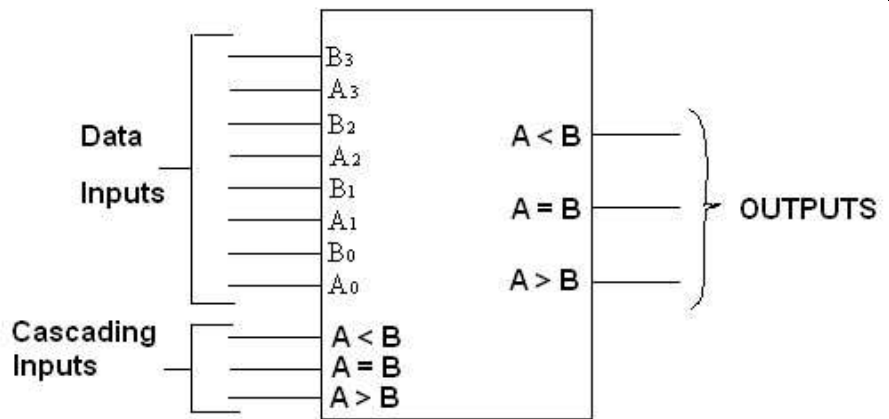 Data
Inputs
B3
A3
B2
A2
B1
A1
B0
A0
Cascading
Inputs
A < B
A = B
A > B
A < B
A = B
A > B
OUTPUTS